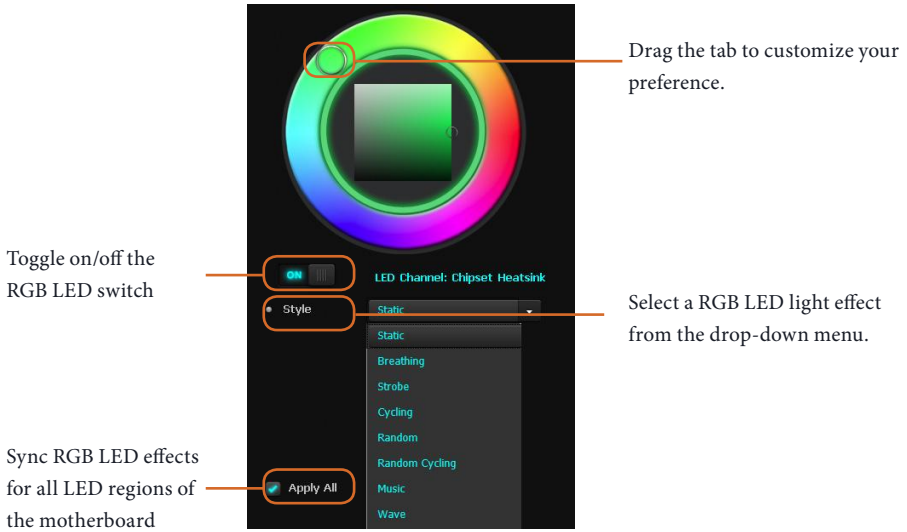 Drag the tab to customize your
preference.
Toggle on/off the
RGB LED switch
ON
LED Channel: Chipset Heatsink
Style
Static
Select a RGB LED light effect
from the drop-down menu.
Static
Breathing
Strobe
Cycling
Random
Random Cycling
Sync RGB LED effects
for all LED regions of
the motherboard
Apply All
Music
Wave